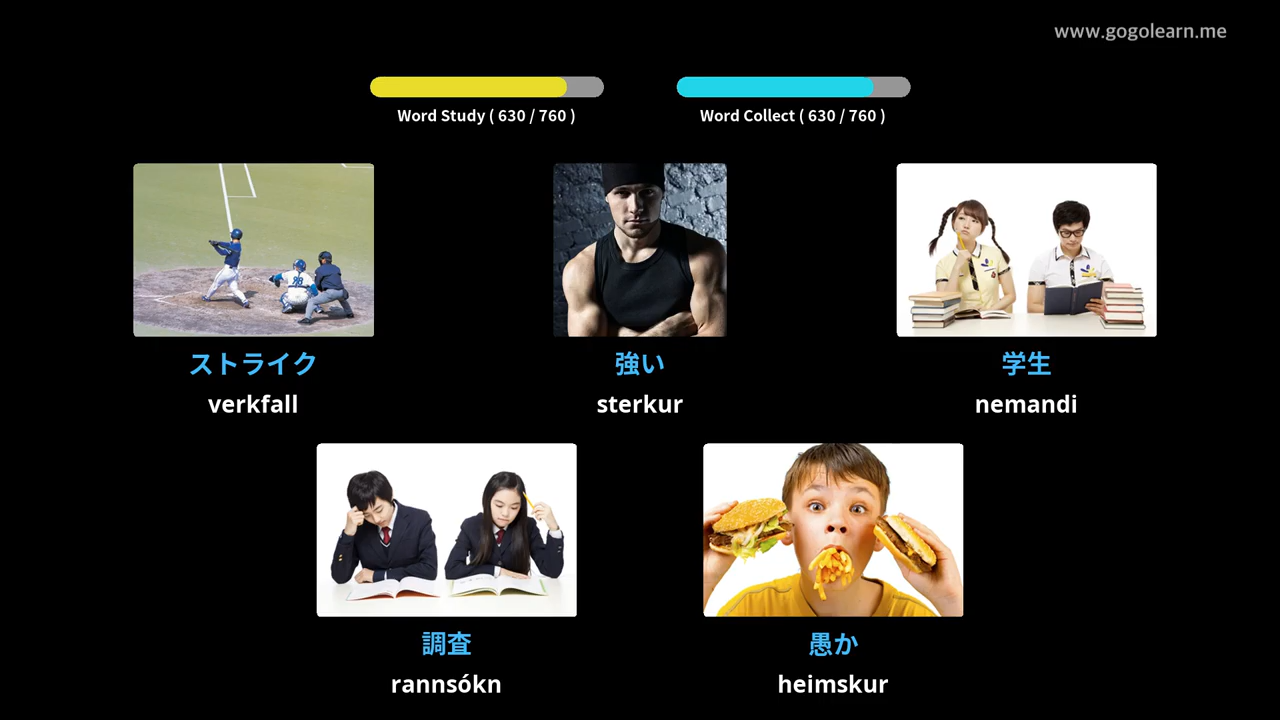 www.gogolearn.me
Word Study ( 630 / 760 )
Word Collect ( 630 / 760 )
ストライク
verkfall
強い
sterkur
学生
nemandi
調査
rannsókn
愚か
heimskur